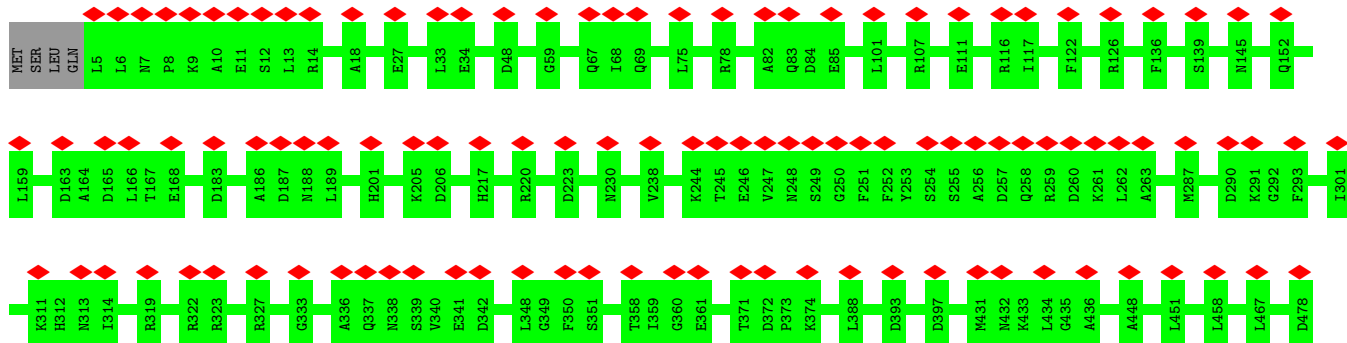 MET SER LEU GLN L5 L6 N7 P8 K9 A10 E11 S12 L13 R14 A18 E27 L33 E34 D48 G59 Q67 I68 Q69 L75 R78 A82 Q83 D84 E85 L101 R107 E111 R116 I117 F122 R126 F136 S139 N145 Q152
L159 D163 A164 D165 L166 T167 E168 D183 A186 D187 N188 L189 H201 K205 D206 H217 R220 D223 N230 V238 K244 T245 E246 V247 N248 S249 G250 F251 F252 Y253 S254 S255 A256 D257 Q258 R259 D260 K261 L262 A263 M287 D290 K291 G292 F293 I301
K311 H312 N313 I314 R319 R322 R323 R327 G333 A336 Q337 N338 S339 V340 E341 D342 L348 G349 F350 S351 T358 I359 G360 E361 T371 D372 P373 K374 L388 D393 D397 M431 N432 K433 L434 G435 A436 A448 L451 L458 L467 D478